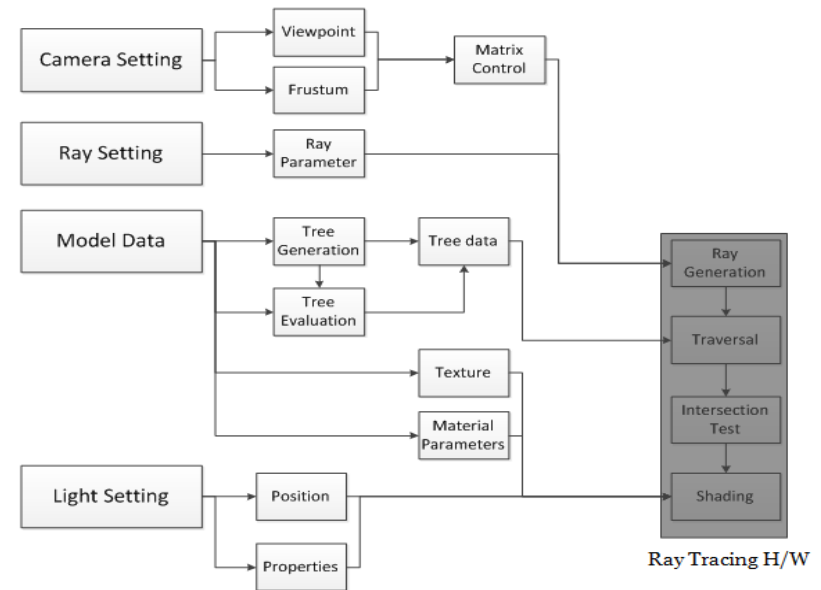 Camera Setting
Viewpoint
Frustum
Matrix
Control
Ray Setting
Ray
Parameter
Model Data
Tree
Generation
Tree data
Tree
Evaluation
Texture
Material
Parameters
Light Setting
Position
Properties
Ray
Generation
Traversal
Intersection
Test
Shading
Ray Tracing H/W